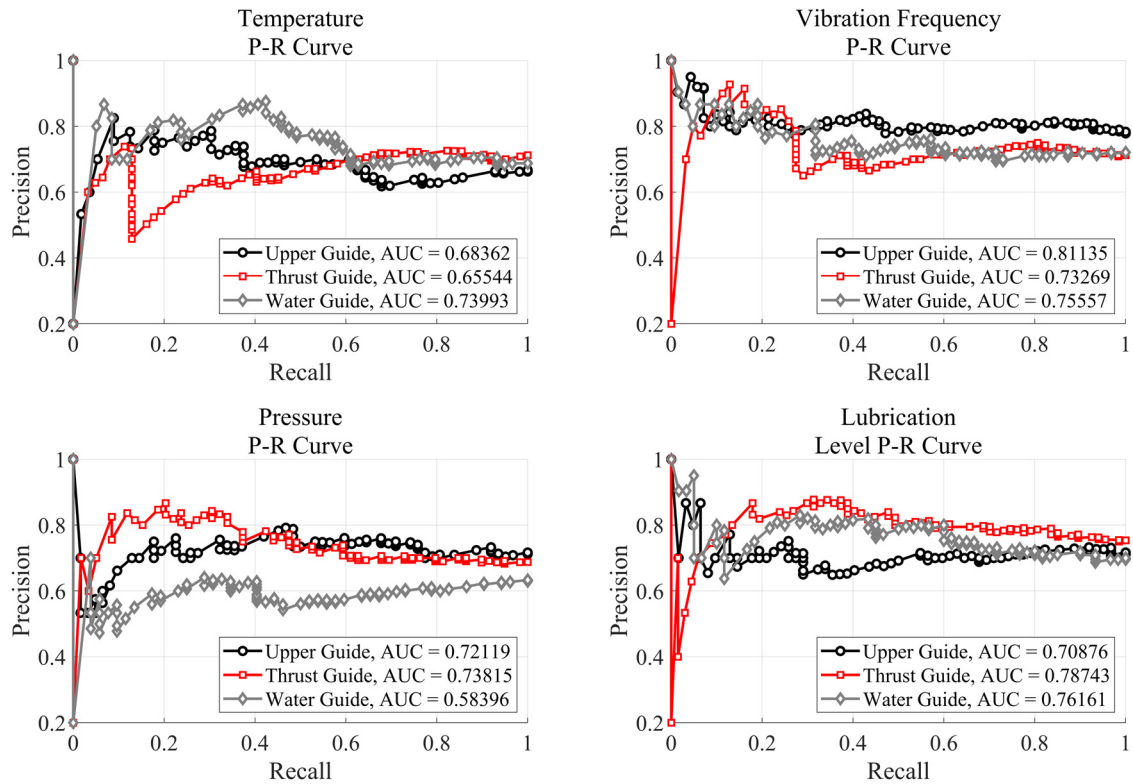 Temperature
P-R Curve
1
0.8
0.6
0.4
0.2
Precision
0
0.2
0.4
0.6
0.8
1
Recall
Upper Guide, AUC = 0.68362
Thrust Guide, AUC = 0.65544
Water Guide, AUC = 0.73993
Vibration Frequency
P-R Curve
1
0.8
0.6
0.4
0.2
Precision
0
0.2
0.4
0.6
0.8
1
Recall
Upper Guide, AUC = 0.81135
Thrust Guide, AUC = 0.73269
Water Guide, AUC = 0.75557
Pressure
P-R Curve
1
0.8
0.6
0.4
0.2
Precision
0
0.2
0.4
0.6
0.8
1
Recall
Upper Guide, AUC = 0.72119
Thrust Guide, AUC = 0.73815
Water Guide, AUC = 0.58396
Lubrication
Level P-R Curve
1
0.8
0.6
0.4
0.2
Precision
0
0.2
0.4
0.6
0.8
1
Recall
Upper Guide, AUC = 0.70876
Thrust Guide, AUC = 0.78743
Water Guide, AUC = 0.76161